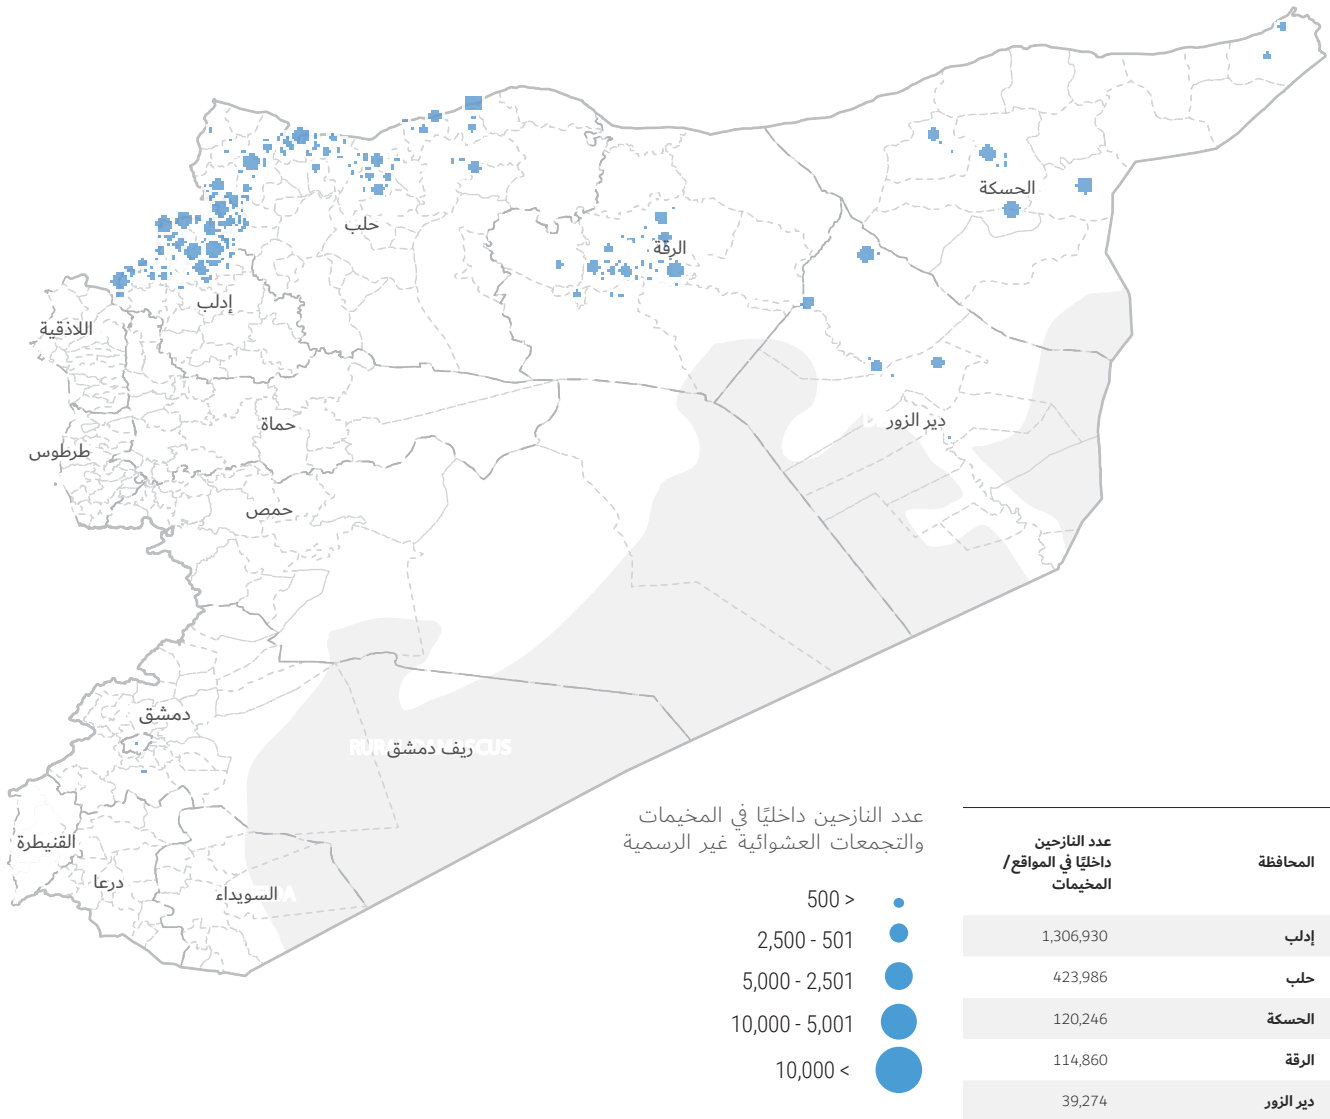 الحسكة
حلب
الرقة
إدلب
اللاذقية
دير الزور
حماة
طرطوس
حمص
دمشق
ريف دمشق
RURAL DAMASCUS
القنيطرة
درعا
السويداء
عدد النازحين داخليًا في المخيمات
والتجمعات العشوائية غير الرسمية
500 >
2,500 - 501
5,000 - 2,501
10,000 - 5,001
10,000 <
المحافظة
عدد النازحين
داخليًا في المواقع/
المخيمات
إدلب 1,306,930
حلب 423,986
الحسكة 120,246
الرقة 114,860
دير الزور 39,274